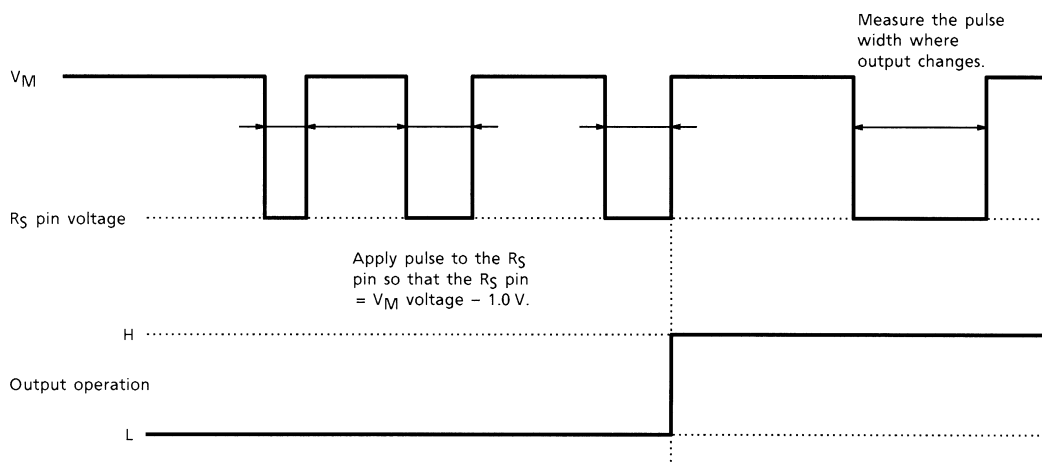 Measure the pulse
width where
output changes.
VM
RS pin voltage
Apply pulse to the RS
pin so that the RS pin
= VM voltage – 1.0 V.
H
Output operation
L